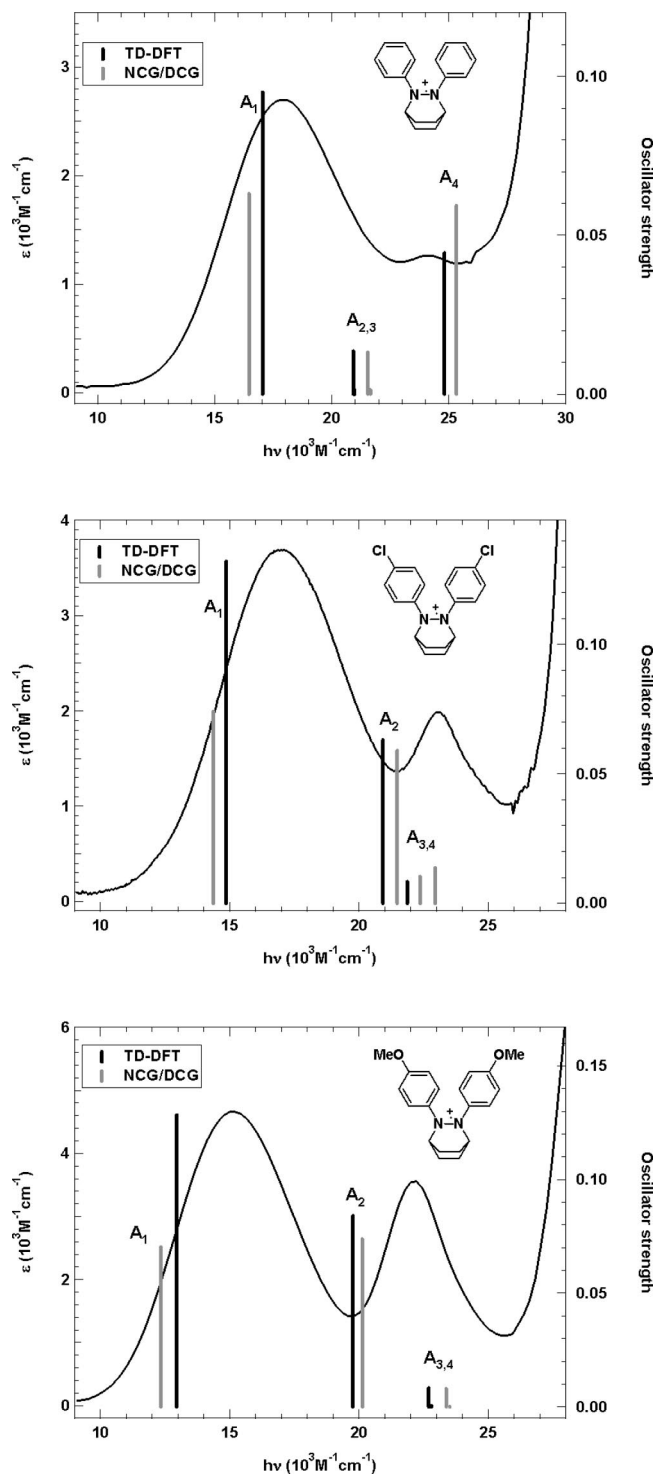 TD-DFT
NCG/DCG
A1
A4
A2,3
N N
+
3
2
1
0
ε (10³M⁻¹cm⁻¹)
0.10
0.05
0.00
Oscillator strength
10 15 20 25 30
hν (10³M⁻¹cm⁻¹)
TD-DFT
NCG/DCG
Cl Cl
N N
+
A1
A2
A3,4
4
3
2
1
0
ε (10³M⁻¹cm⁻¹)
0.10
0.05
0.00
Oscillator strength
10 15 20 25
hν (10³M⁻¹cm⁻¹)
TD-DFT
NCG/DCG
MeO OMe
N N
+
A1
A2
A3,4
6
4
2
0
ε (10³M⁻¹cm⁻¹)
0.15
0.10
0.05
0.00
Oscillator strength
10 15 20 25
hν (10³M⁻¹cm⁻¹)